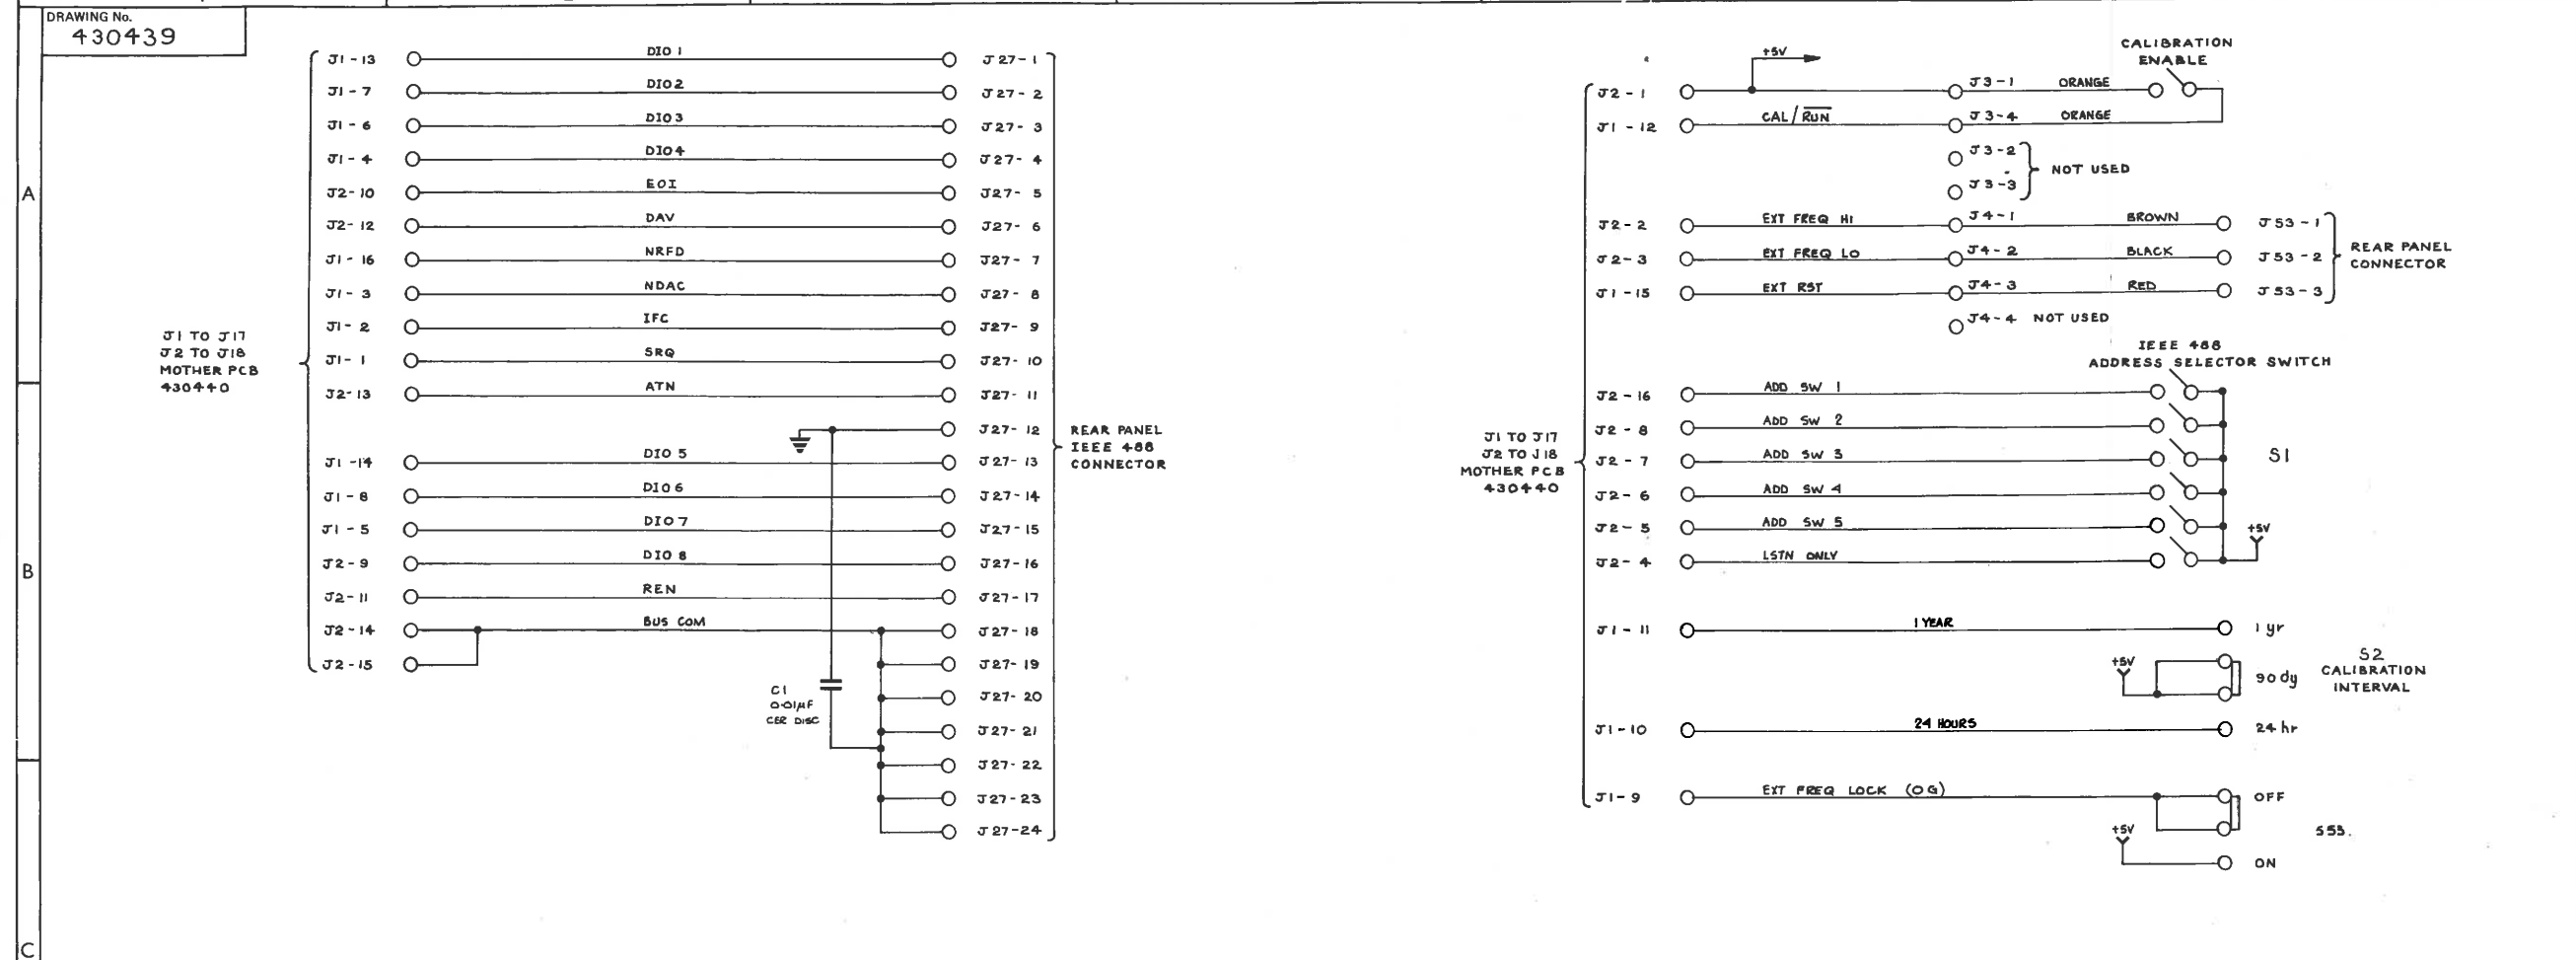 DRAWING No.
430439
J1 TO J17
J2 TO J18
MOTHER PCB
430440
J1-13 DIO 1 J27-1
J1-7 DIO2 J27-2
J1-6 DIO3 J27-3
J1-4 DIO4 J27-4
J2-10 EOI J27-5
J2-12 DAV J27-6
J1-16 NRFD J27-7
J1-3 NDAC J27-8
J1-2 IFC J27-9
J1-1 SRQ J27-10
J2-13 ATN J27-11
J27-12
J1-14 DIO 5 J27-13
J1-8 DIO6 J27-14
J1-5 DIO7 J27-15
J2-9 DIO 8 J27-16
J2-11 REN J27-17
J2-14 BUS COM J27-18
J2-15 J27-19
J27-20
J27-21
J27-22
J27-23
J27-24
C1
0.01µF
CER DISC
REAR PANEL
IEEE 488
CONNECTOR
J1 TO J17
J2 TO J18
MOTHER PCB
430440
CALIBRATION
ENABLE
+5V
J2-1 J3-1 ORANGE
J1-12 CAL/RUN J3-4 ORANGE
J3-2
J3-3
NOT USED
J2-2 EXT FREQ HI J4-1 BROWN J53-1
J2-3 EXT FREQ LO J4-2 BLACK J53-2
J1-15 EXT RST J4-3 RED J53-3
REAR PANEL
CONNECTOR
J4-4 NOT USED
IEEE 488
ADDRESS SELECTOR SWITCH
J2-16 ADD SW 1
J2-8 ADD SW 2
J2-7 ADD SW 3
S1
J2-6 ADD SW 4
J2-5 ADD SW 5
+5V
J2-4 LSTN ONLY
J1-11 1 YEAR 1 yr
+5V
90dy
S2
CALIBRATION
INTERVAL
J1-10 24 HOURS 24hr
J1-9 EXT FREQ LOCK (OG) OFF
+5V
S53.
ON
A
B
C